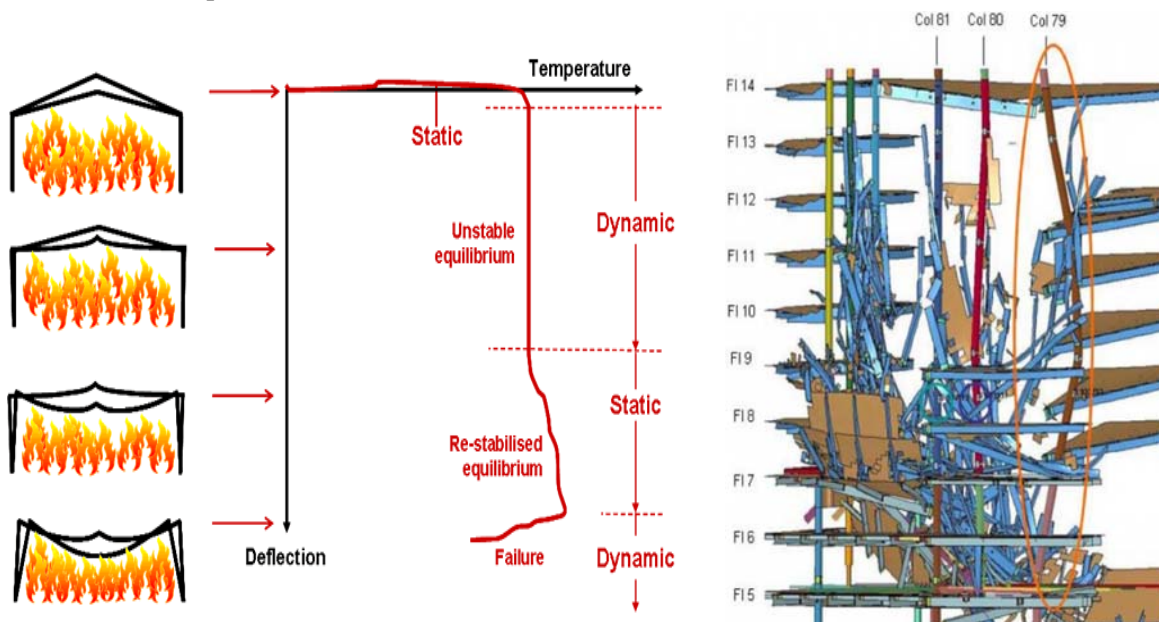 Temperature
Static
Unstable
equilibrium
Dynamic
Static
Re-stabilised
equilibrium
Deflection
Failure
Dynamic
Col 81
Col 80
Col 79
Fl 14
Fl 13
Fl 12
Fl 11
Fl 10
Fl 9
Fl 8
Fl 7
Fl 6
Fl 5